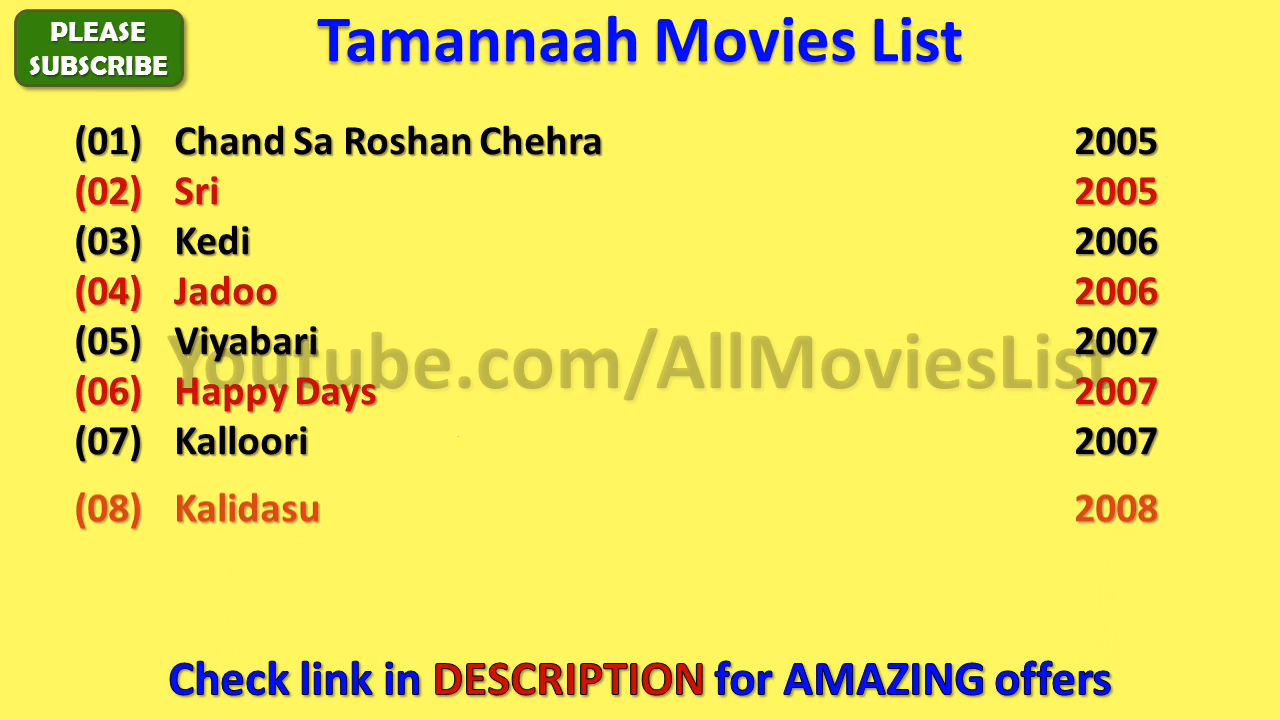 PLEASE
SUBSCRIBE
Tamannaah Movies List
(01) Chand Sa Roshan Chehra 2005
(02) Sri 2005
(03) Kedi 2006
(04) Jadoo 2006
(05) Viyabari 2007
Youtube.com/AllMoviesList
(06) Happy Days 2007
(07) Kalloori 2007
(08) Kalidasu 2008
Check link in DESCRIPTION for AMAZING offers